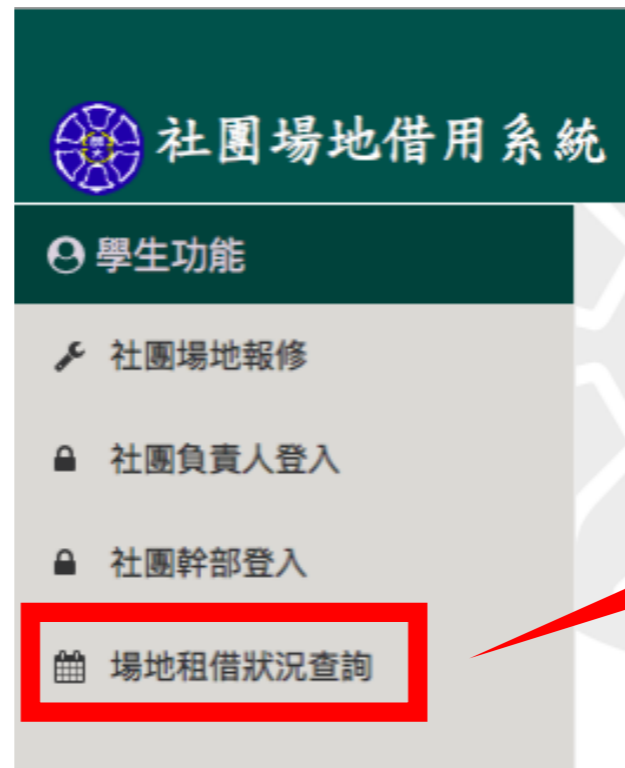 社團場地借用系統
學生功能
社團場地報修
社團負責人登入
社團幹部登入
場地租借狀況查詢